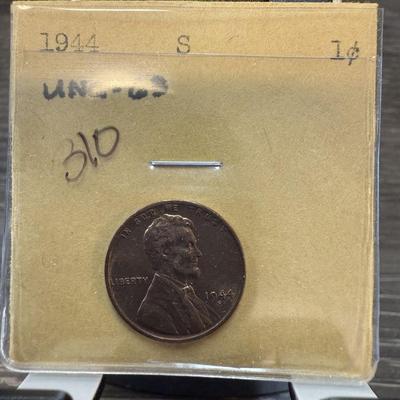 1944 S 1¢
UNC-63
310
IN GOD WE TRUST
LIBERTY
1944
S